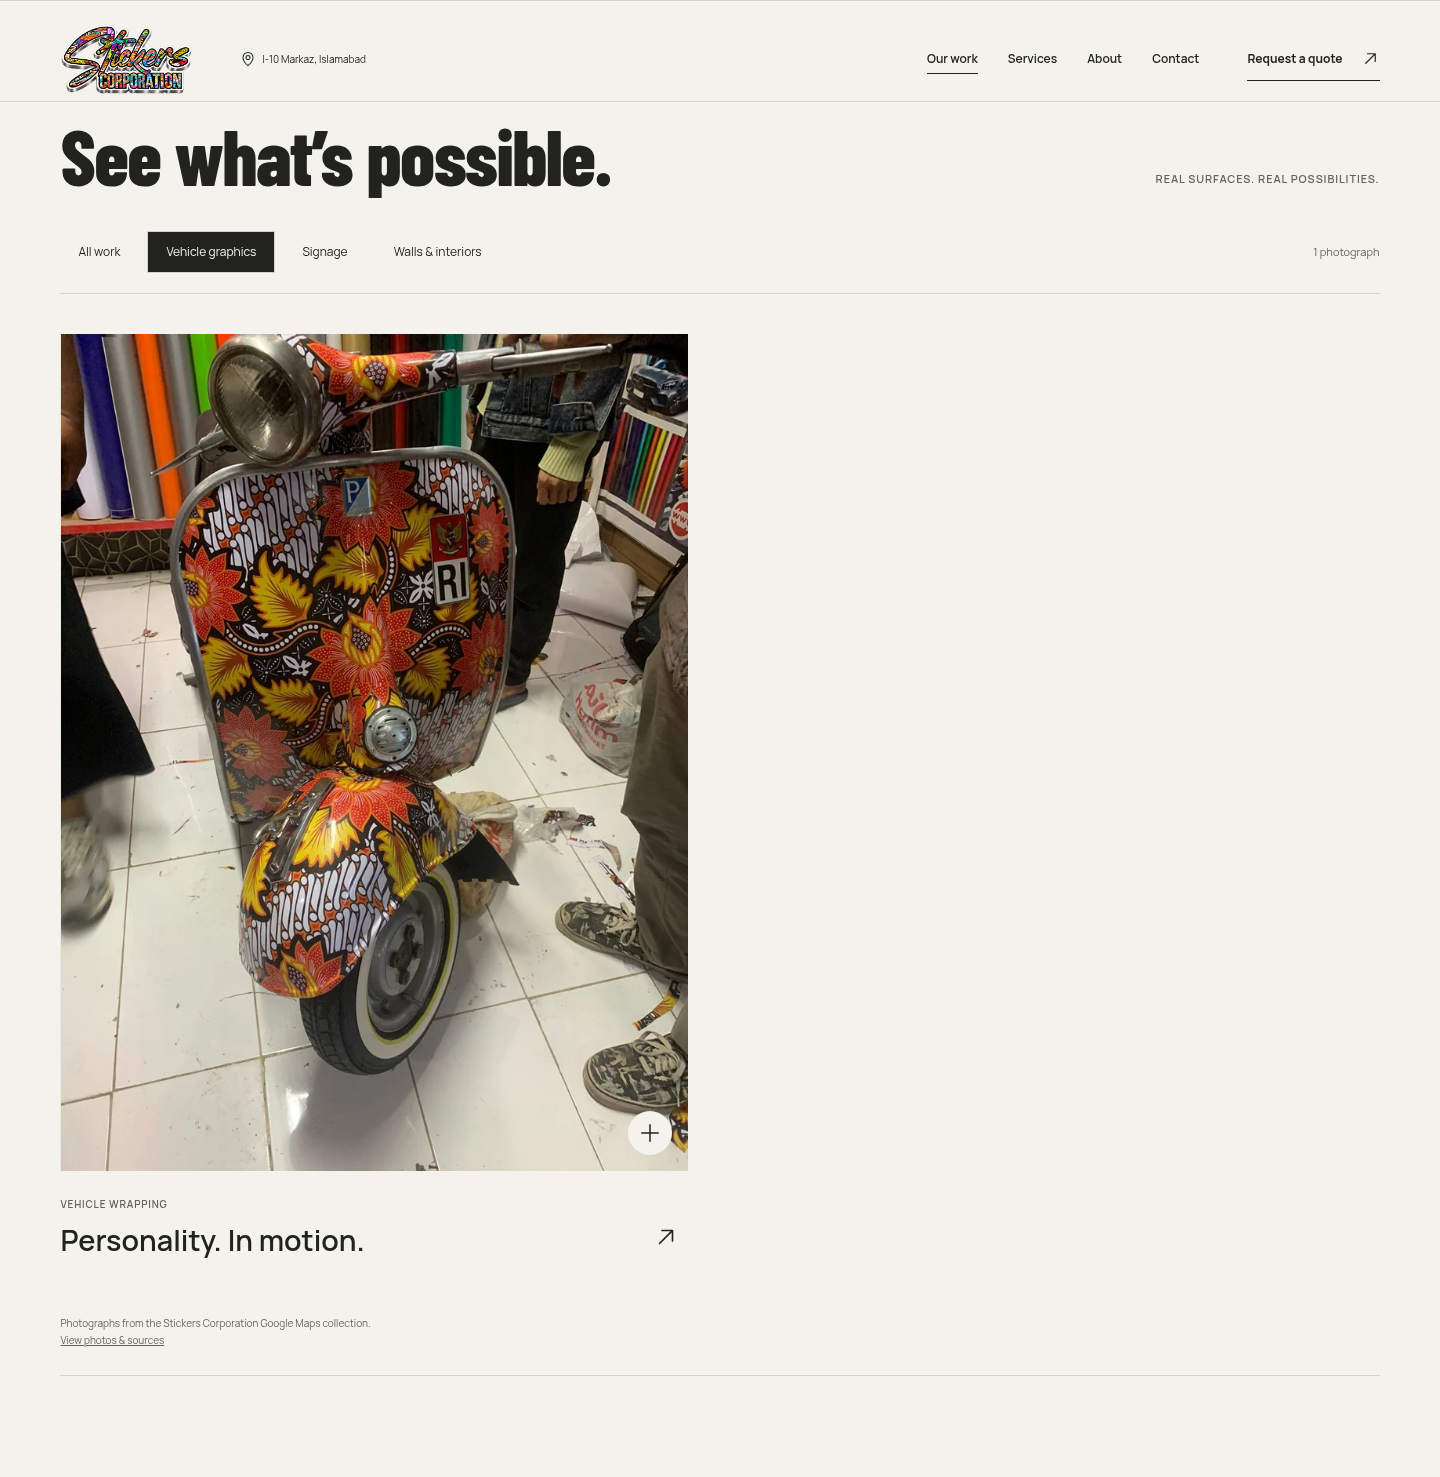 Stickers
CORPORATION
I-10 Markaz, Islamabad
Our work
Services
About
Contact
Request a quote
See what's possible.
REAL SURFACES. REAL POSSIBILITIES.
All work
Vehicle graphics
Signage
Walls & interiors
1 photograph
P
RI
VEHICLE WRAPPING
Personality. In motion.
Photographs from the Stickers Corporation Google Maps collection.
View photos & sources